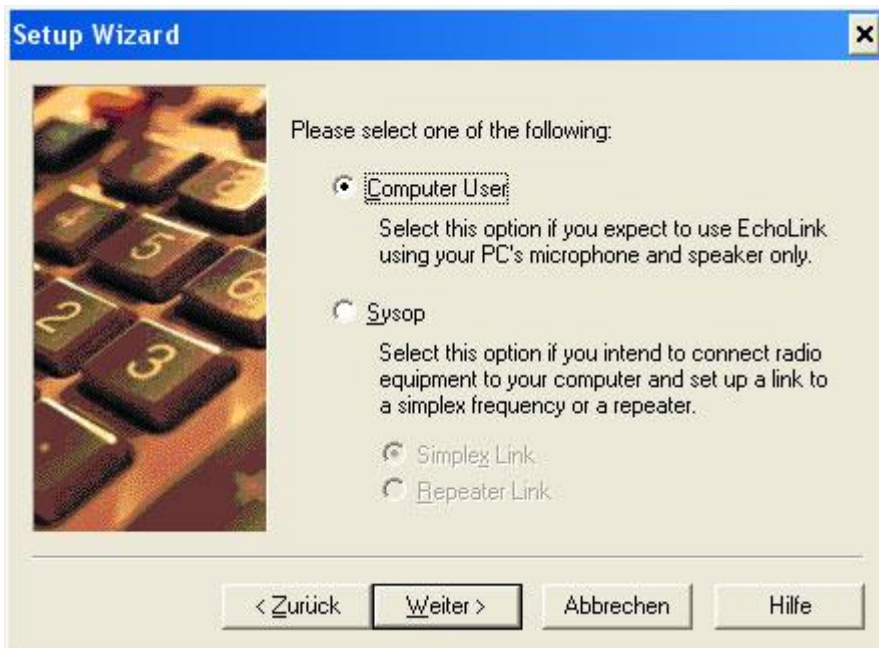 Setup Wizard
Please select one of the following:
Computer User
Select this option if you expect to use EchoLink
using your PC's microphone and speaker only.
Sysop
Select this option if you intend to connect radio
equipment to your computer and set up a link to
a simplex frequency or a repeater.
Simplex Link
Repeater Link
< Zurück
Weiter >
Abbrechen
Hilfe